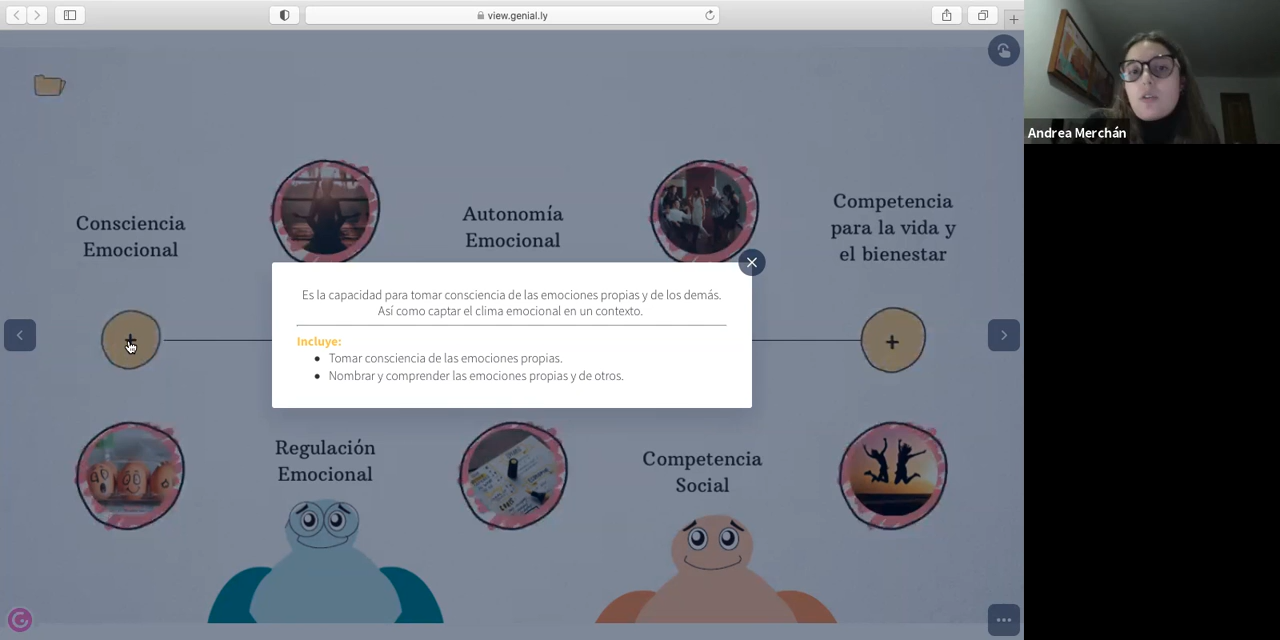 view.genial.ly
Andrea Merchán
Consciencia
Emocional
Autonomía
Emocional
Competencia
para la vida y
el bienestar
Es la capacidad para tomar consciencia de las emociones propias y de los demás.
Así como captar el clima emocional en un contexto.
Incluye:
Tomar consciencia de las emociones propias.
Nombrar y comprender las emociones propias y de otros.
Regulación
Emocional
Competencia
Social